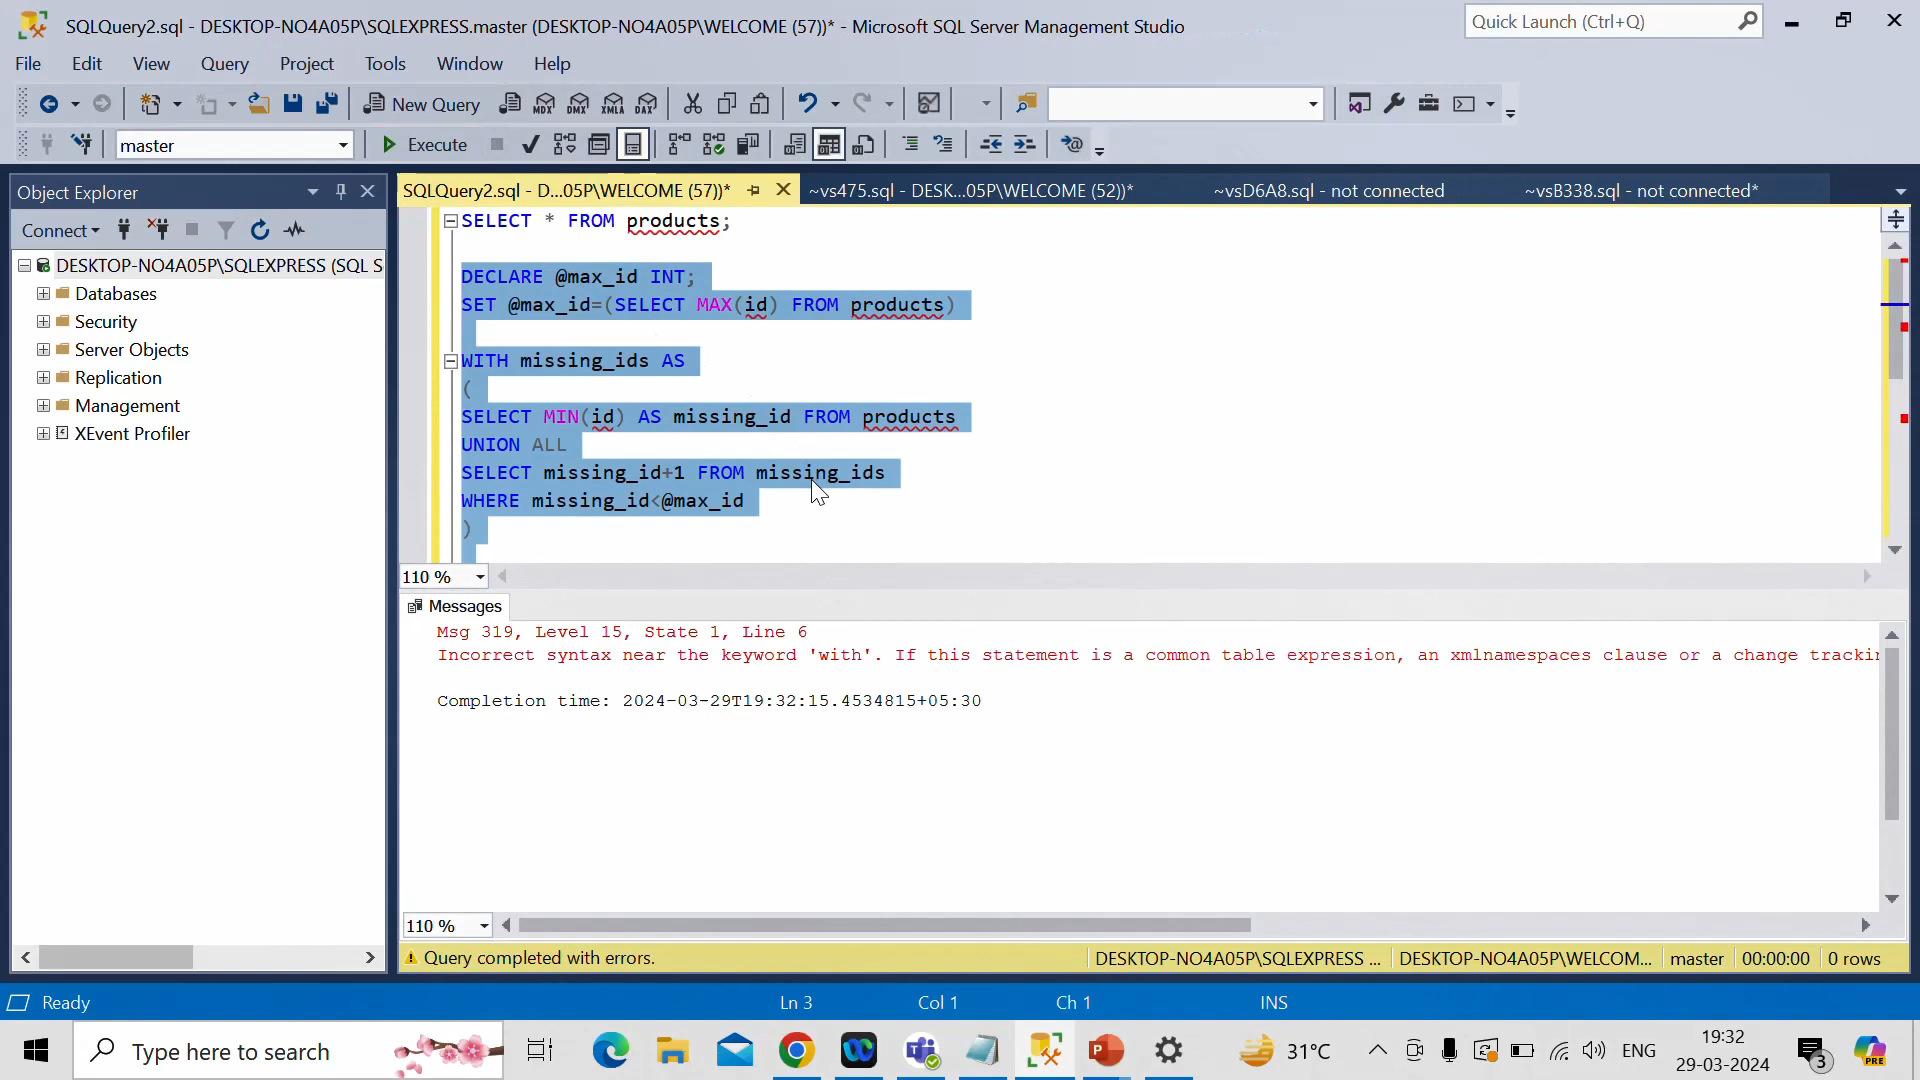 SQLQuery2.sql - DESKTOP-NO4A05P\SQLEXPRESS.master (DESKTOP-NO4A05P\WELCOME (57))* - Microsoft SQL Server Management Studio
Quick Launch (Ctrl+Q)
File Edit View Query Project Tools Window Help
New Query MDX DMX XMLA DAX
master Execute
Object Explorer
SQLQuery2.sql - D...05P\WELCOME (57))* ~vs475.sql - DESK...05P\WELCOME (52))* ~vsD6A8.sql - not connected ~vsB338.sql - not connected*
Connect
DESKTOP-NO4A05P\SQLEXPRESS (SQL S
Databases
Security
Server Objects
Replication
Management
XEvent Profiler
SELECT * FROM products;
DECLARE @max_id INT;
SET @max_id=(SELECT MAX(id) FROM products)
WITH missing_ids AS
(
SELECT MIN(id) AS missing_id FROM products
UNION ALL
SELECT missing_id+1 FROM missing_ids
WHERE missing_id<@max_id
)
110 %
Messages
Msg 319, Level 15, State 1, Line 6
Incorrect syntax near the keyword 'with'. If this statement is a common table expression, an xmlnamespaces clause or a change trackin
Completion time: 2024-03-29T19:32:15.4534815+05:30
110 %
Query completed with errors. DESKTOP-NO4A05P\SQLEXPRESS ... DESKTOP-NO4A05P\WELCOM... master 00:00:00 0 rows
Ready Ln 3 Col 1 Ch 1 INS
Type here to search 31°C ENG 19:32
29-03-2024 3 PRE